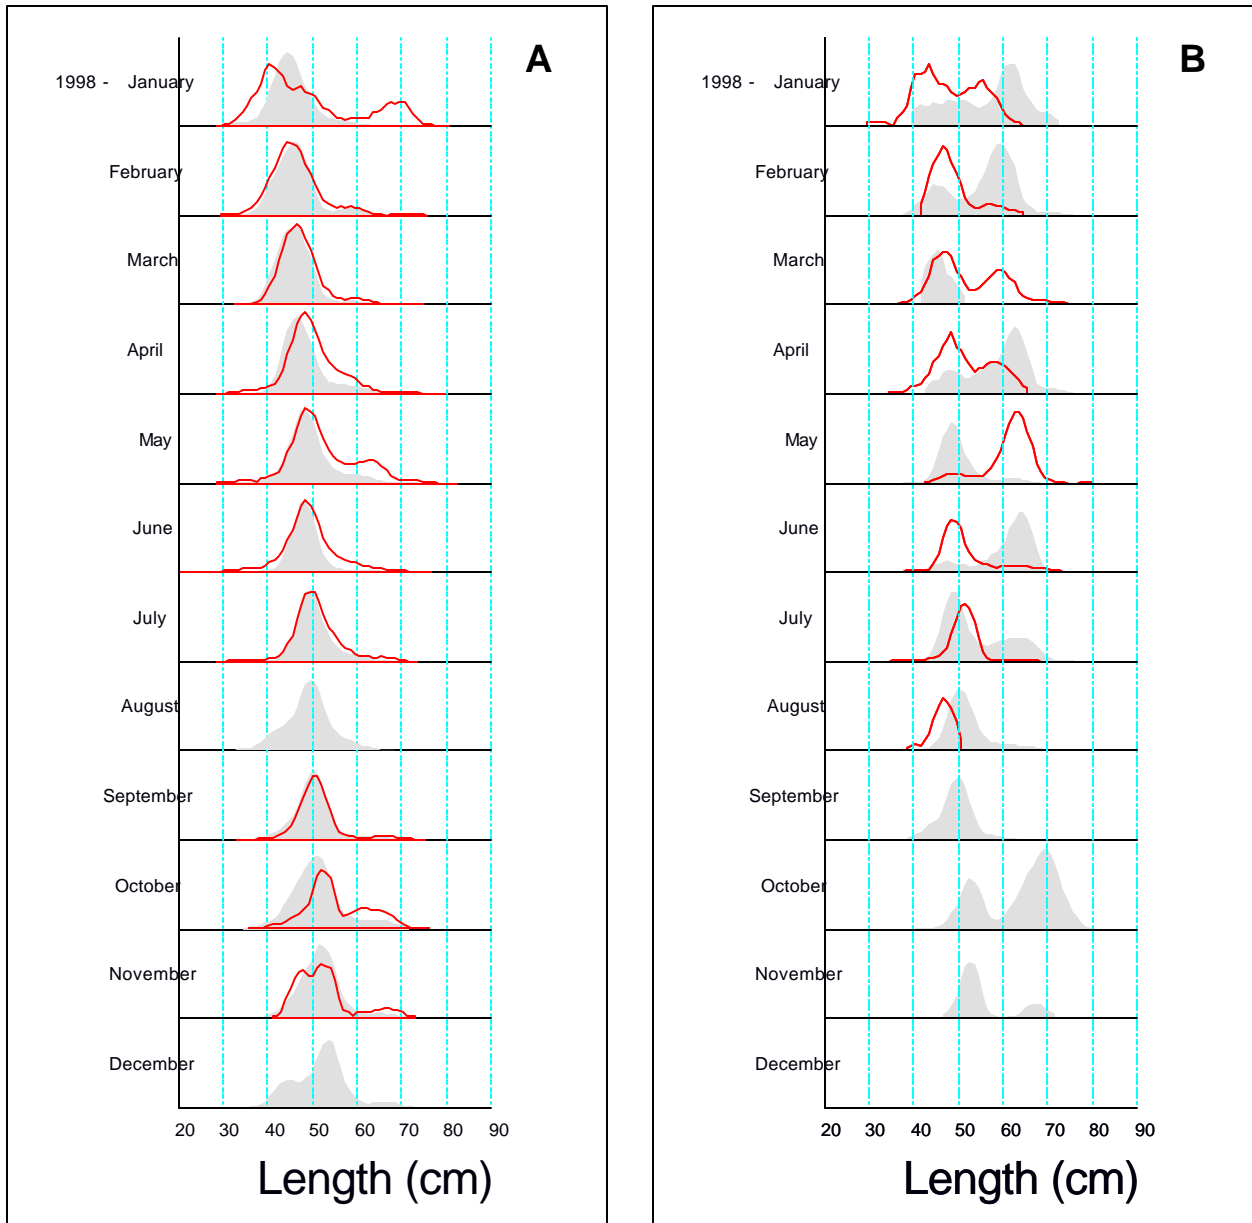 A
1998 - January
February
March
April
May
June
July
August
September
October
November
December
20 30 40 50 60 70 80 90
Length (cm)
B
1998 - January
February
March
April
May
June
July
August
September
October
November
December
20 30 40 50 60 70 80 90
Length (cm)